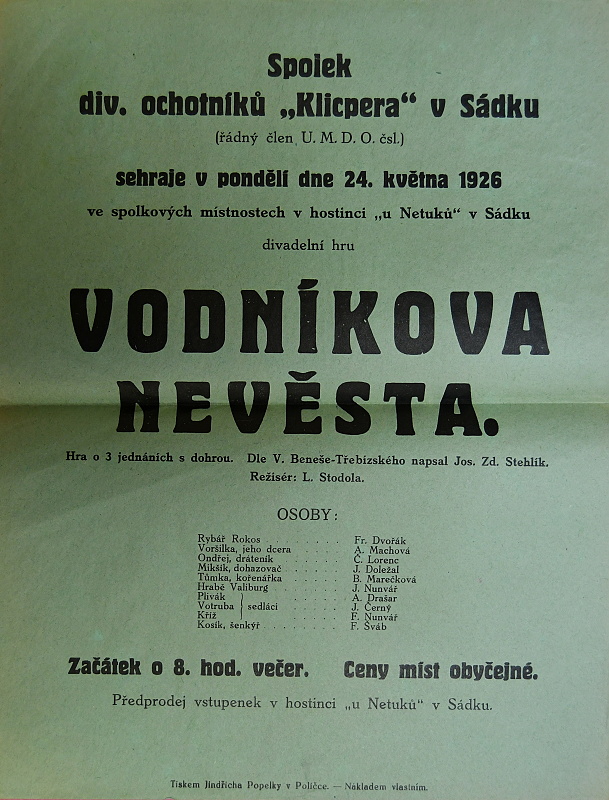 Spolek
div. ochotníků „Klicpera“ v Sádku
(řádný člen U. M. D. O. čsl.)
sehraje v pondělí dne 24. května 1926
ve spolkových místnostech v hostinci „u Netuků“ v Sádku
divadelní hru
VODNÍKOVA
NEVĚSTA.
Hra o 3 jednáních s dohrou. Dle V. Beneše-Třebízského napsal Jos. Zd. Stehlík.
Režisér: L. Stodola.
OSOBY:
Rybář Rokos . . . . . . Fr. Dvořák
Voršilka, jeho dcera . . . . A. Machová
Ondřej, dráteník . . . . . Č. Lorenc
Mikšík, dohazovač . . . . . J. Doležal
Tůmka, kořenářka . . . . . B. Marečková
Hrabě Valiburg . . . . . J. Nunvář
Plivák } sedláci . . . . A. Drašar
Votruba } sedláci . . . . J. Černý
Kříž } sedláci . . . . F. Nunvář
Kosík, šenkýř . . . . . . F. Šváb
Začátek o 8. hod. večer. Ceny míst obyčejné.
Předprodej vstupenek v hostinci „u Netuků“ v Sádku.
Tiskem Jindřicha Popelky v Poličce. — Nákladem vlastním.